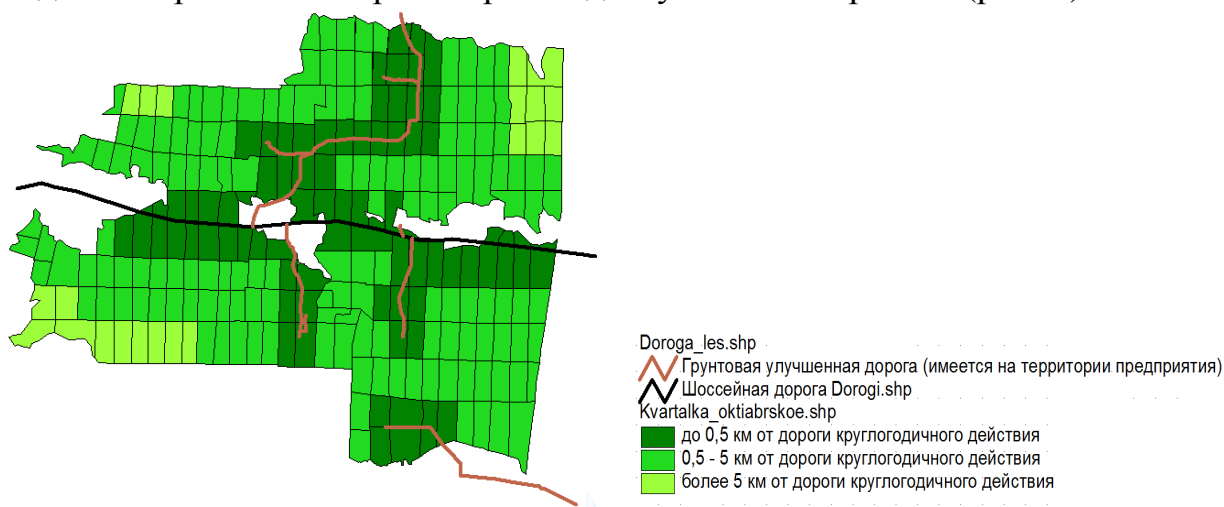 Doroga_les.shp
Грунтовая улучшенная дорога (имеется на территории предприятия)
Шоссейная дорога Dorogi.shp
Kvartalka_oktiabrskoe.shp
до 0,5 км от дороги круглогодичного действия
0,5 - 5 км от дороги круглогодичного действия
более 5 км от дороги круглогодичного действия